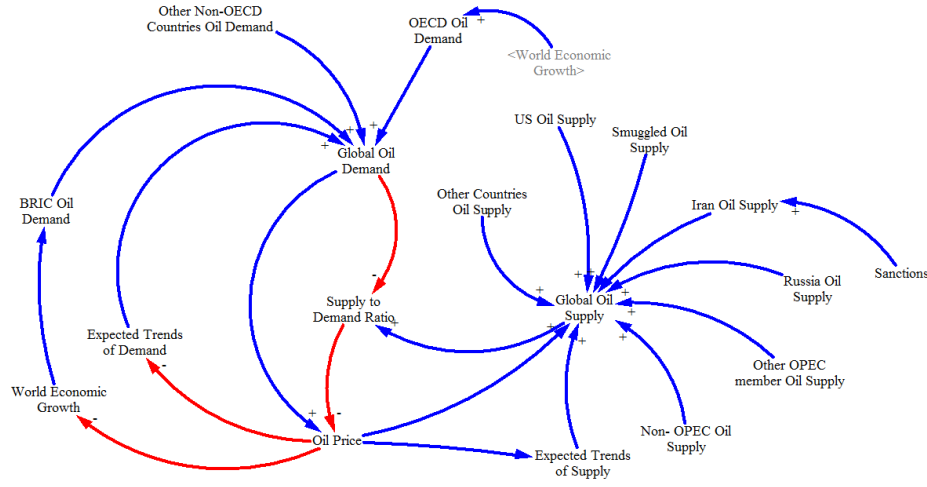 Other Non-OECD
Countries Oil Demand
OECD Oil
Demand
+
<World Economic
Growth>
US Oil Supply
Smuggled Oil
Supply
+
+
+
+
Global Oil
Demand
BRIC Oil
Demand
Other Countries
Oil Supply
Iran Oil Supply
+
Sanctions
-
+
+
+
+
+
+
Global Oil
Supply
Russia Oil
Supply
Supply to
Demand Ratio
+
+
+
+
Expected Trends
of Demand
-
Other OPEC
member Oil Supply
World Economic
Growth
-
+
-
Oil Price
Expected Trends
of Supply
Non- OPEC Oil
Supply